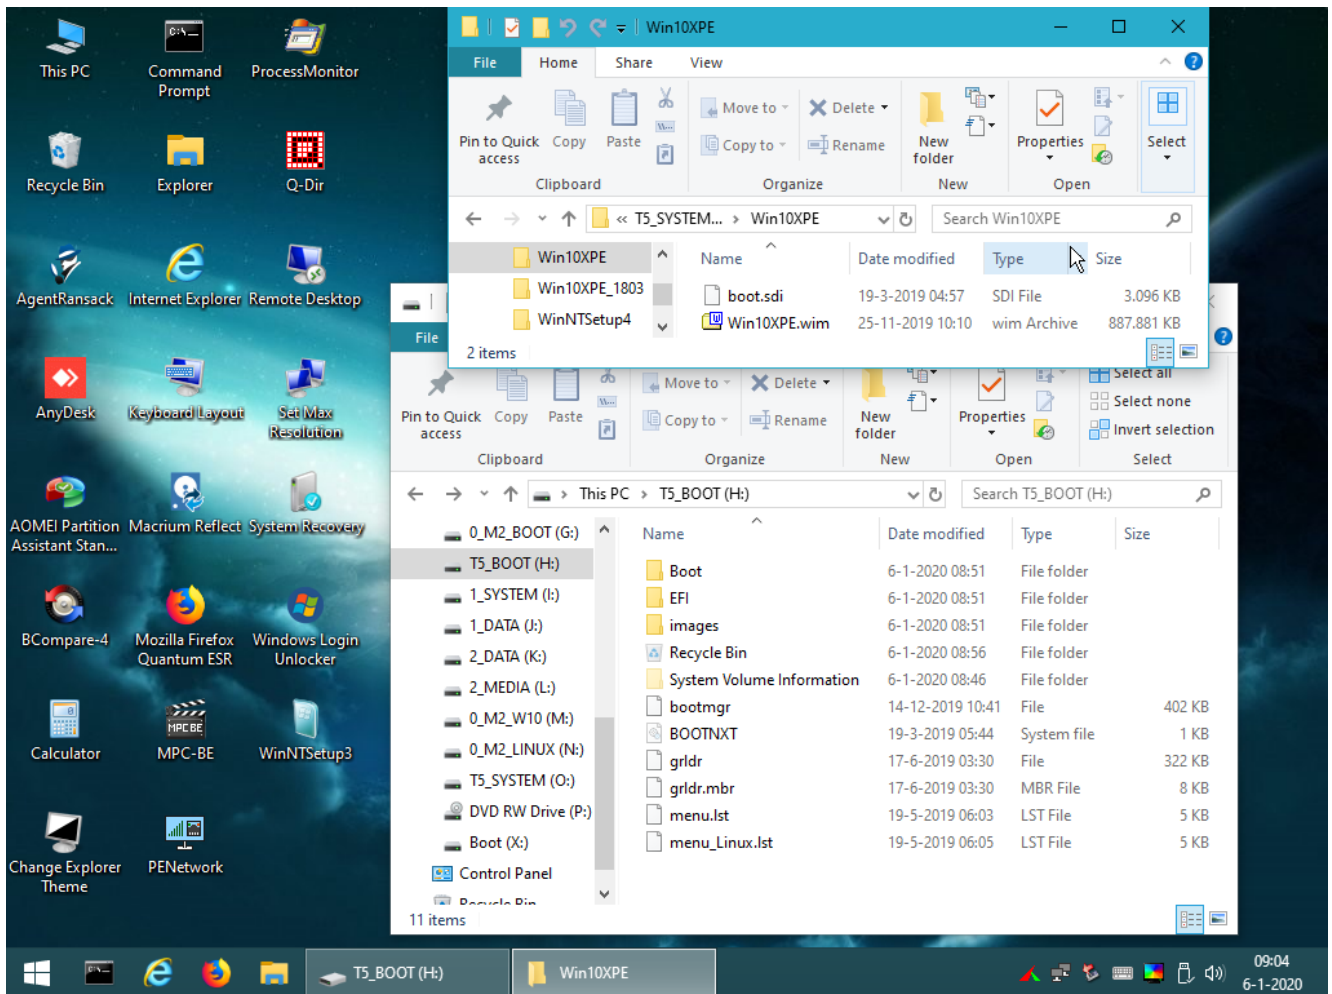 This PC
Command
Prompt
ProcessMonitor
Recycle Bin
Explorer
Q-Dir
AgentRansack
Internet Explorer
Remote Desktop
AnyDesk
Keyboard Layout
Set Max
Resolution
AOMEI Partition
Assistant Stan...
Macrium Reflect
System Recovery
BCompare-4
Mozilla Firefox
Quantum ESR
Windows Login
Unlocker
Calculator
MPC-BE
WinNTSetup3
Change Explorer
Theme
PENetwork
Win10XPE
File Home Share View
Pin to Quick
access
Copy
Paste
Move to
Copy to
Delete
Rename
New
folder
Properties
Select
Clipboard Organize New Open
« T5_SYSTEM... › Win10XPE
Search Win10XPE
Win10XPE
Win10XPE_1803
WinNTSetup4
Name Date modified Type Size
boot.sdi 19-3-2019 04:57 SDI File 3.096 KB
Win10XPE.wim 25-11-2019 10:10 wim Archive 887.881 KB
2 items
File
Pin to Quick
access
Copy
Paste
Move to
Copy to
Delete
Rename
New
folder
Properties
Select all
Select none
Invert selection
Clipboard Organize New Open Select
› This PC › T5_BOOT (H:)
Search T5_BOOT (H:)
0_M2_BOOT (G:)
T5_BOOT (H:)
1_SYSTEM (I:)
1_DATA (J:)
2_DATA (K:)
2_MEDIA (L:)
0_M2_W10 (M:)
0_M2_LINUX (N:)
T5_SYSTEM (O:)
DVD RW Drive (P:)
Boot (X:)
Control Panel
Recycle Bin
Name Date modified Type Size
Boot 6-1-2020 08:51 File folder
EFI 6-1-2020 08:51 File folder
images 6-1-2020 08:51 File folder
Recycle Bin 6-1-2020 08:56 File folder
System Volume Information 6-1-2020 08:46 File folder
bootmgr 14-12-2019 10:41 File 402 KB
BOOTNXT 19-3-2019 05:44 System file 1 KB
grldr 17-6-2019 03:30 File 322 KB
grldr.mbr 17-6-2019 03:30 MBR File 8 KB
menu.lst 19-5-2019 06:03 LST File 5 KB
menu_Linux.lst 19-5-2019 06:05 LST File 5 KB
11 items
T5_BOOT (H:)
Win10XPE
09:04
6-1-2020